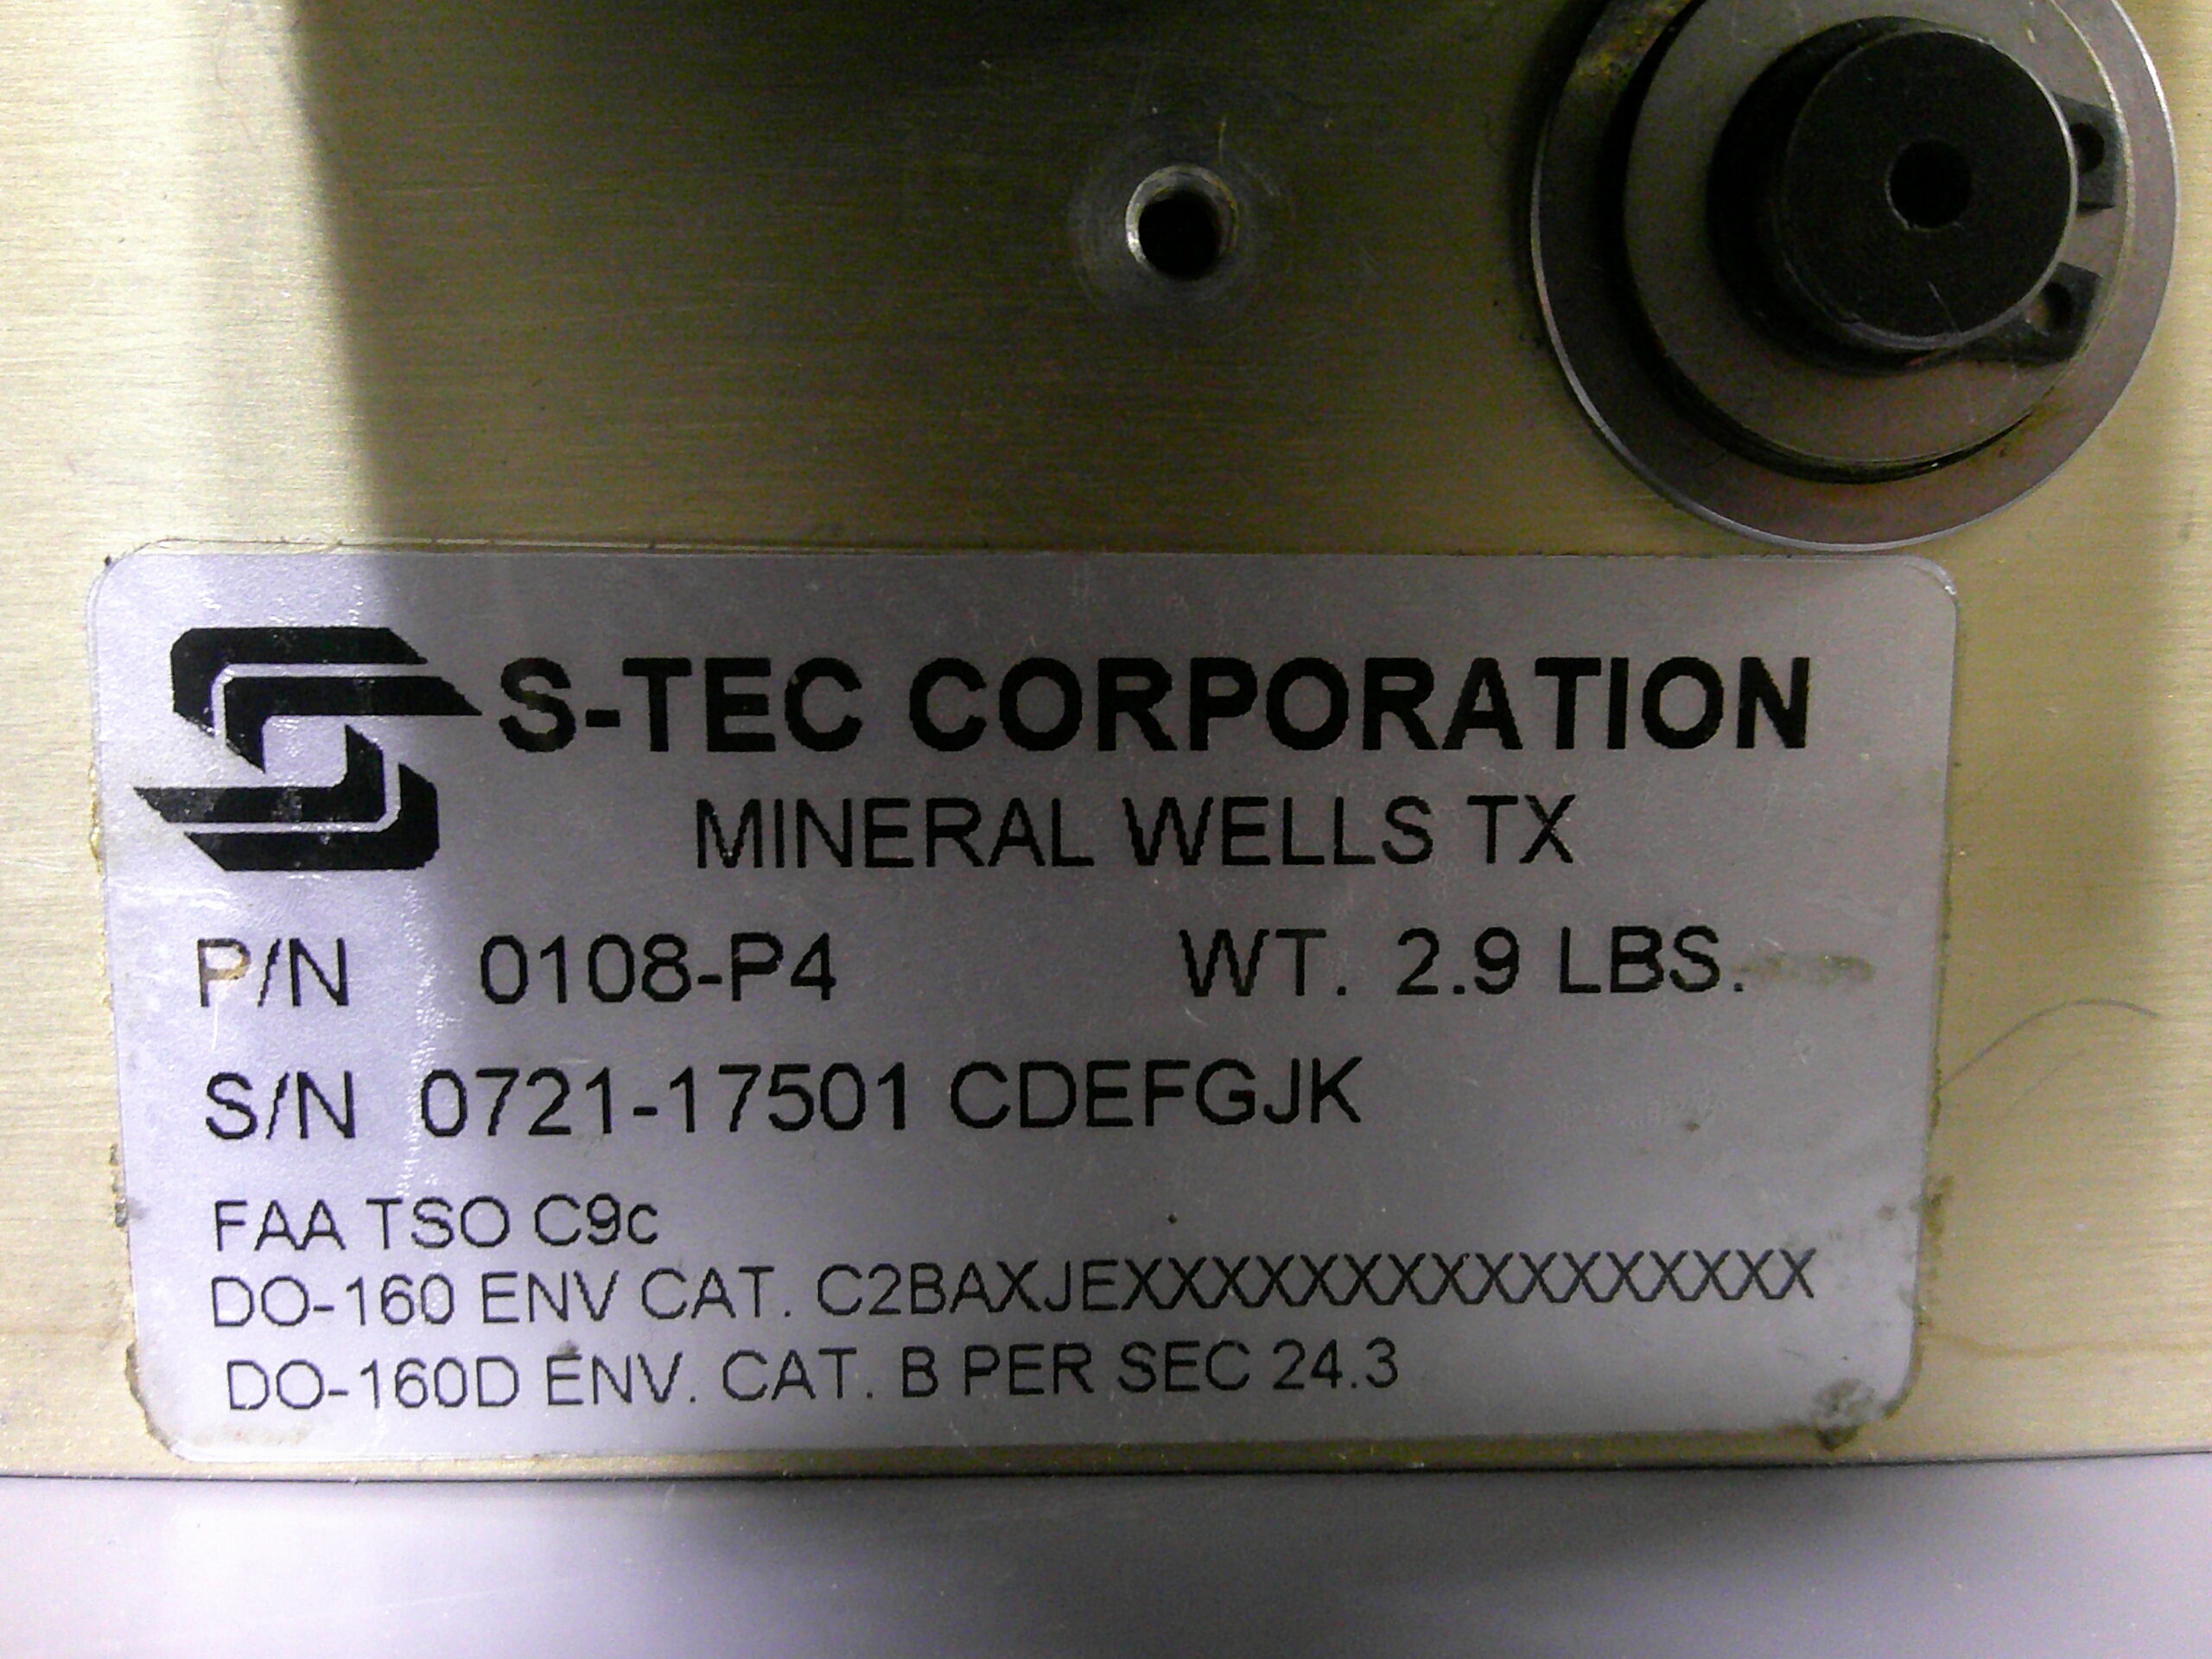 S-TEC CORPORATION
MINERAL WELLS TX
P/N 0108-P4 WT. 2.9 LBS.
S/N 0721-17501 CDEFGJK
FAA TSO C9c
DO-160 ENV CAT. C2BAXJEXXXXXXXXXXXXXXXX
DO-160D ENV. CAT. B PER SEC 24.3